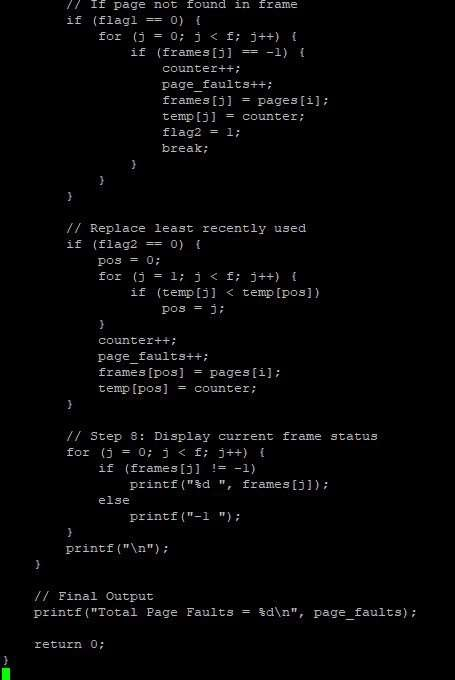 // If page not found in frame
        if (flag1 == 0) {
            for (j = 0; j < f; j++) {
                if (frames[j] == -1) {
                    counter++;
                    page_faults++;
                    frames[j] = pages[i];
                    temp[j] = counter;
                    flag2 = 1;
                    break;
                }
            }
        }

        // Replace least recently used
        if (flag2 == 0) {
            pos = 0;
            for (j = 1; j < f; j++) {
                if (temp[j] < temp[pos])
                    pos = j;
            }
            counter++;
            page_faults++;
            frames[pos] = pages[i];
            temp[pos] = counter;
        }

        // Step 8: Display current frame status
        for (j = 0; j < f; j++) {
            if (frames[j] != -1)
                printf("%d ", frames[j]);
            else
                printf("-1 ");
        }
        printf("\n");
    }

    // Final Output
    printf("Total Page Faults = %d\n", page_faults);

    return 0;
}